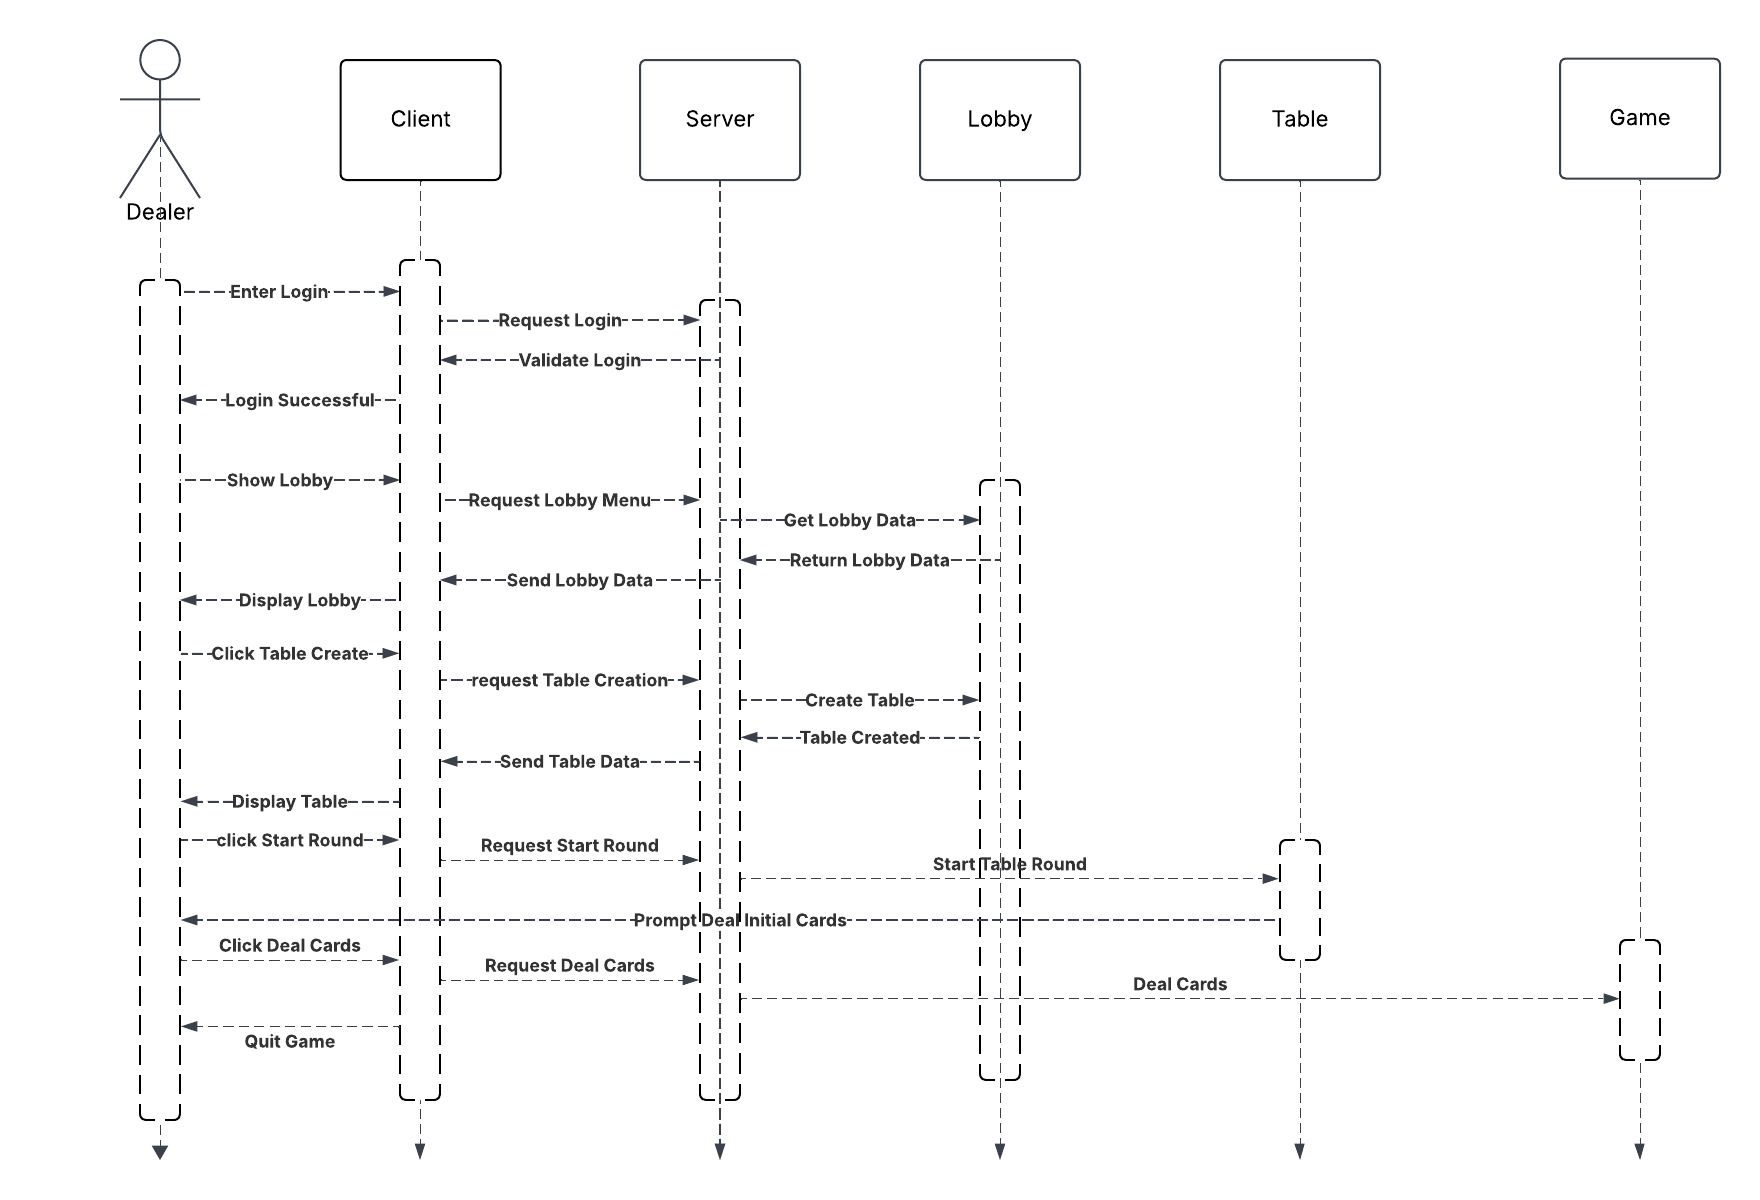 Dealer
Client
Server
Lobby
Table
Game
Enter Login
Request Login
Validate Login
Login Successful
Show Lobby
Request Lobby Menu
Get Lobby Data
Return Lobby Data
Send Lobby Data
Display Lobby
Click Table Create
request Table Creation
Create Table
Table Created
Send Table Data
Display Table
click Start Round
Request Start Round
Start Table Round
Prompt Deal Initial Cards
Click Deal Cards
Request Deal Cards
Deal Cards
Quit Game